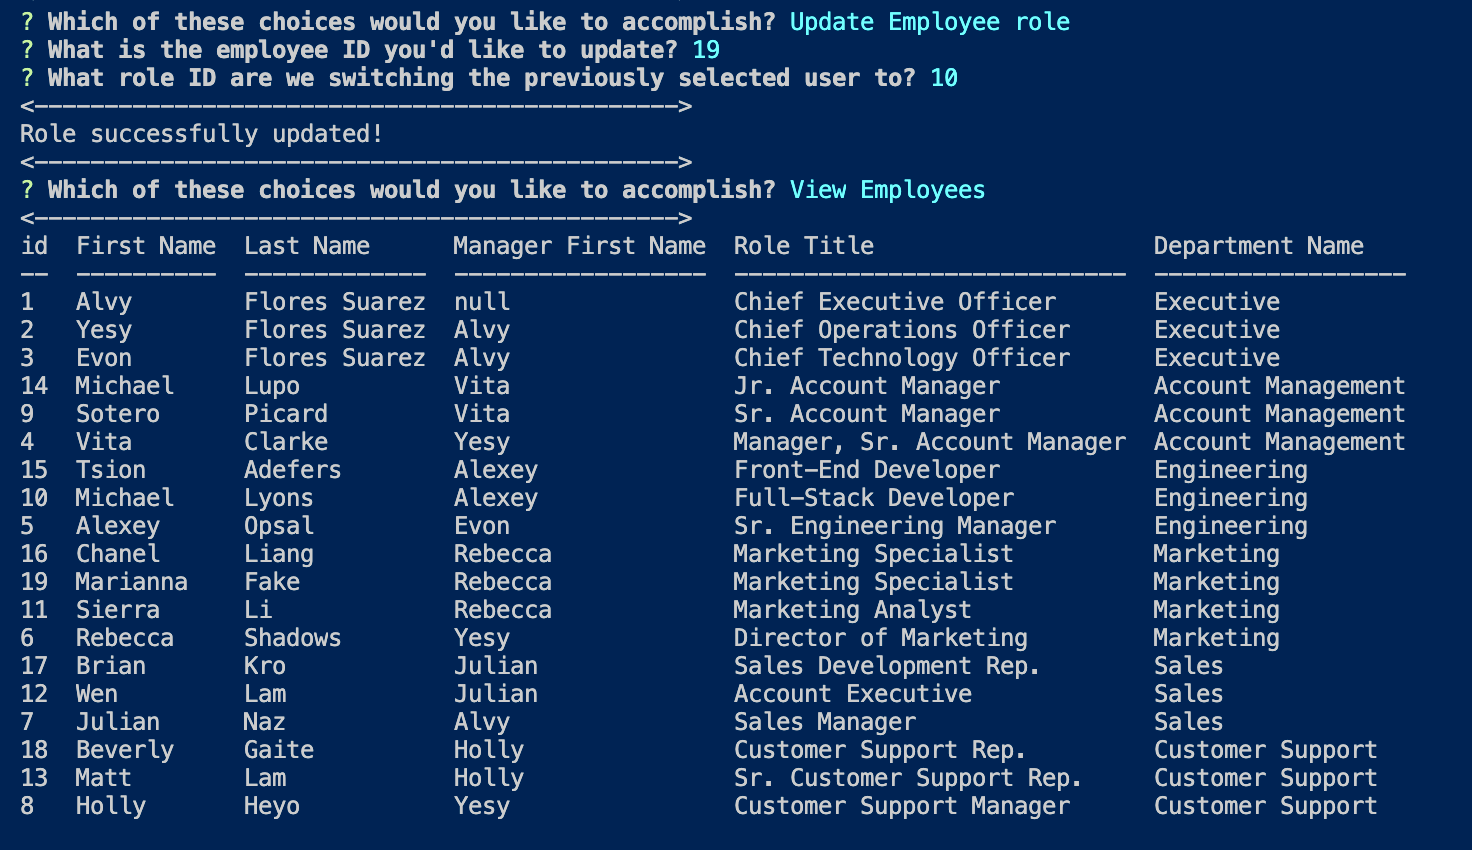 ? Which of these choices would you like to accomplish? Update Employee role
? What is the employee ID you'd like to update? 19
? What role ID are we switching the previously selected user to? 10
<---------------------------------------------->
Role successfully updated!
<---------------------------------------------->
? Which of these choices would you like to accomplish? View Employees
<---------------------------------------------->
id  First Name  Last Name      Manager First Name  Role Title                    Department Name
--  ----------  -------------  ------------------  ----------------------------  ------------------
1   Alvy        Flores Suarez  null                Chief Executive Officer       Executive
2   Yesy        Flores Suarez  Alvy                Chief Operations Officer      Executive
3   Evon        Flores Suarez  Alvy                Chief Technology Officer      Executive
14  Michael     Lupo           Vita                Jr. Account Manager           Account Management
9   Sotero      Picard         Vita                Sr. Account Manager           Account Management
4   Vita        Clarke         Yesy                Manager, Sr. Account Manager  Account Management
15  Tsion       Adefers        Alexey              Front-End Developer           Engineering
10  Michael     Lyons          Alexey              Full-Stack Developer          Engineering
5   Alexey      Opsal          Evon                Sr. Engineering Manager       Engineering
16  Chanel      Liang          Rebecca             Marketing Specialist          Marketing
19  Marianna    Fake           Rebecca             Marketing Specialist          Marketing
11  Sierra      Li             Rebecca             Marketing Analyst             Marketing
6   Rebecca     Shadows        Yesy                Director of Marketing         Marketing
17  Brian       Kro            Julian              Sales Development Rep.        Sales
12  Wen         Lam            Julian              Account Executive             Sales
7   Julian      Naz            Alvy                Sales Manager                 Sales
18  Beverly     Gaite          Holly               Customer Support Rep.         Customer Support
13  Matt        Lam            Holly               Sr. Customer Support Rep.     Customer Support
8   Holly       Heyo           Yesy                Customer Support Manager      Customer Support